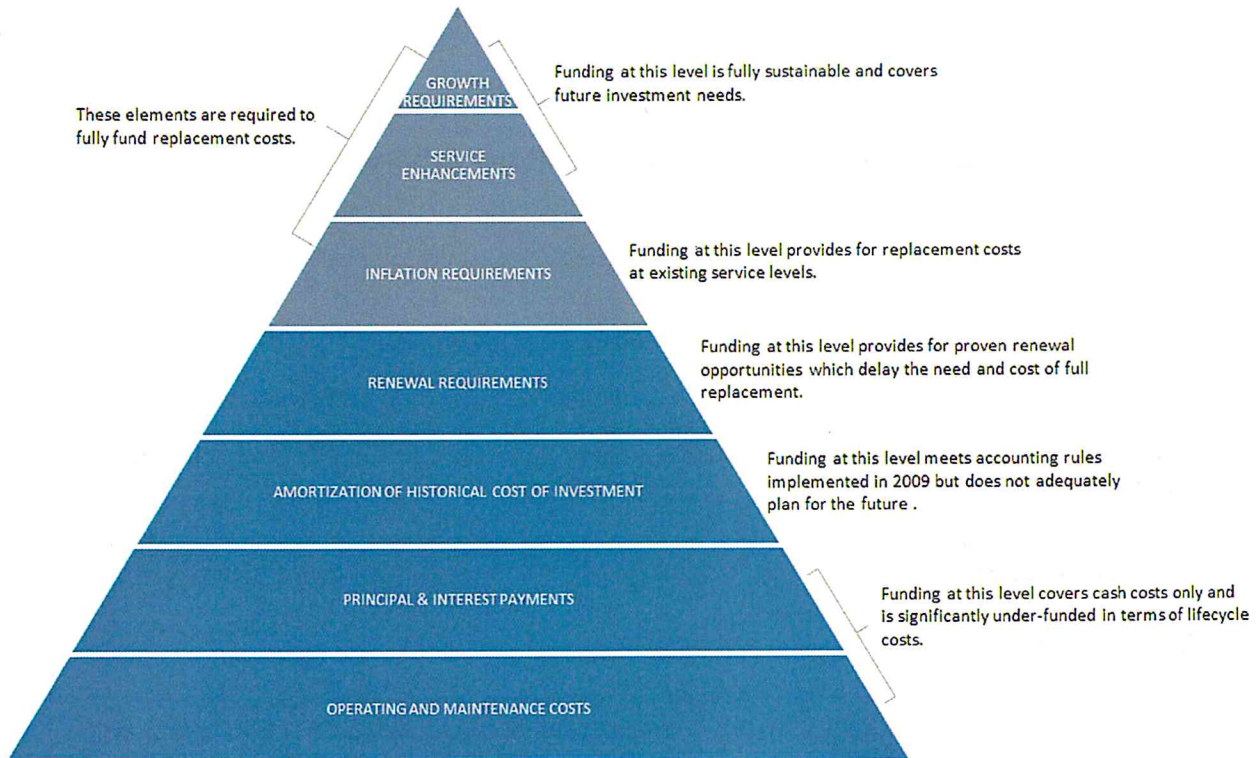 GROWTH
REQUIREMENTS
Funding at this level is fully sustainable and covers
future investment needs.
These elements are required to
fully fund replacement costs.
SERVICE
ENHANCEMENTS
INFLATION REQUIREMENTS
Funding at this level provides for replacement costs
at existing service levels.
RENEWAL REQUIREMENTS
Funding at this level provides for proven renewal
opportunities which delay the need and cost of full
replacement.
AMORTIZATION OF HISTORICAL COST OF INVESTMENT
Funding at this level meets accounting rules
implemented in 2009 but does not adequately
plan for the future .
PRINCIPAL & INTEREST PAYMENTS
Funding at this level covers cash costs only and
is significantly under-funded in terms of lifecycle
costs.
OPERATING AND MAINTENANCE COSTS